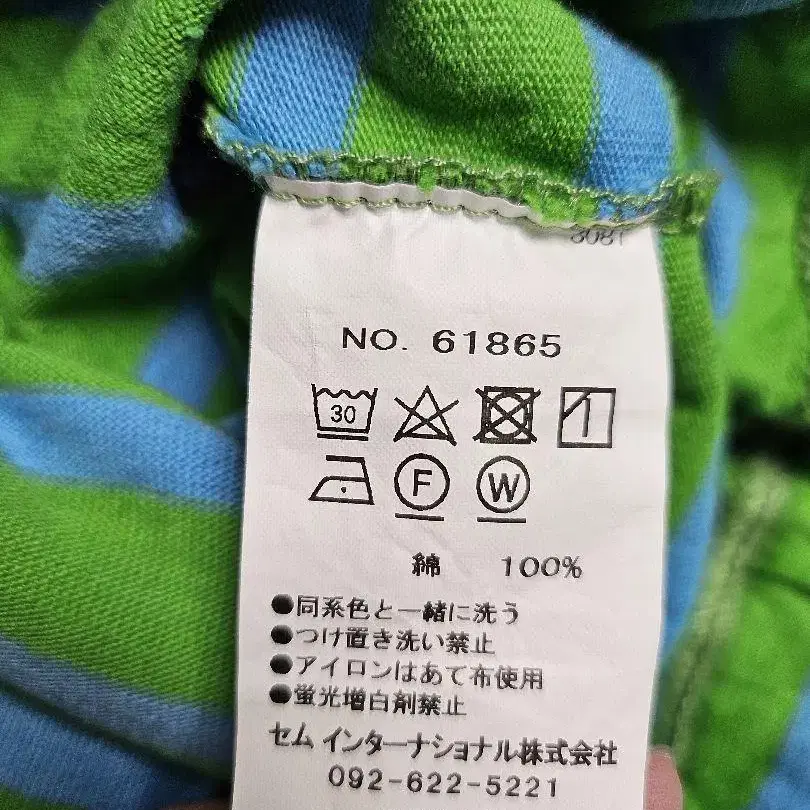 3081
NO. 61865
30
F W
綿 100%
●同系色と一緒に洗う
●つけ置き洗い禁止
●アイロンはあて布使用
●蛍光増白剤禁止
セム インターナショナル株式会社
092-622-5221